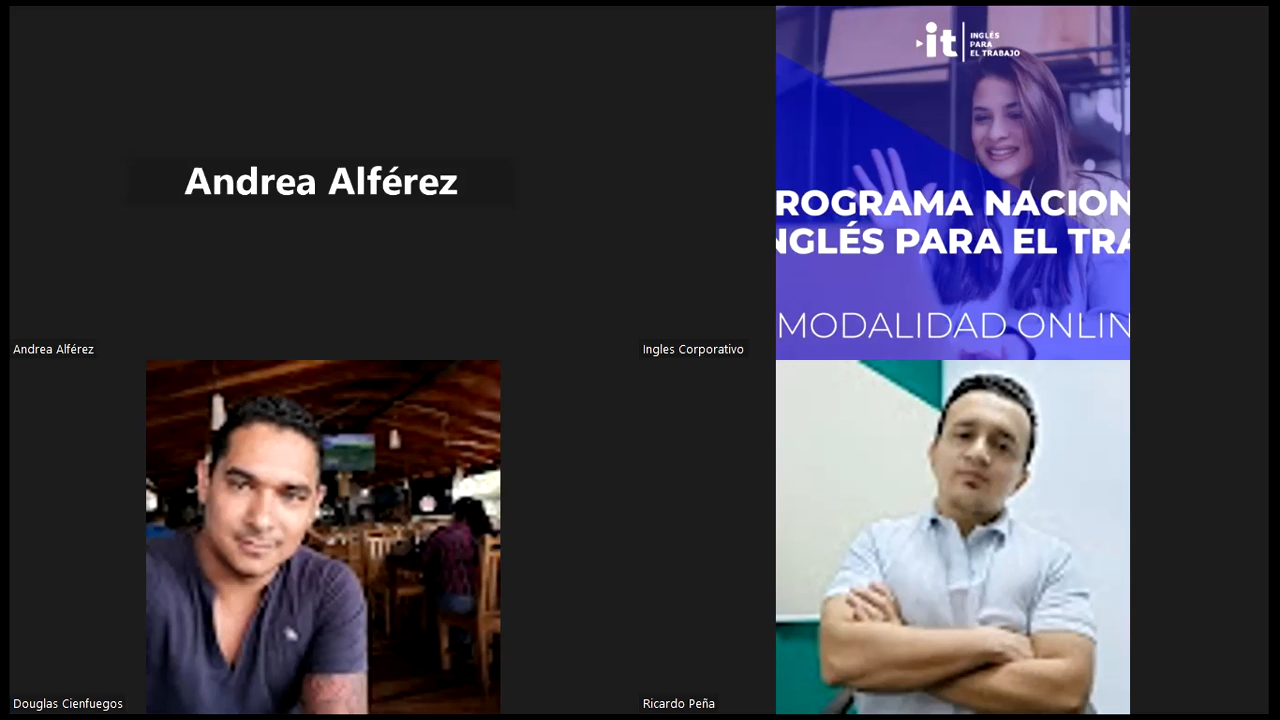 Andrea Alférez
Andrea Alférez
it
INGLÉS
PARA
EL TRABAJO
ROGRAMA NACION
NGLÉS PARA EL TRA
MODALIDAD ONLIN
Ingles Corporativo
Douglas Cienfuegos
Ricardo Peña